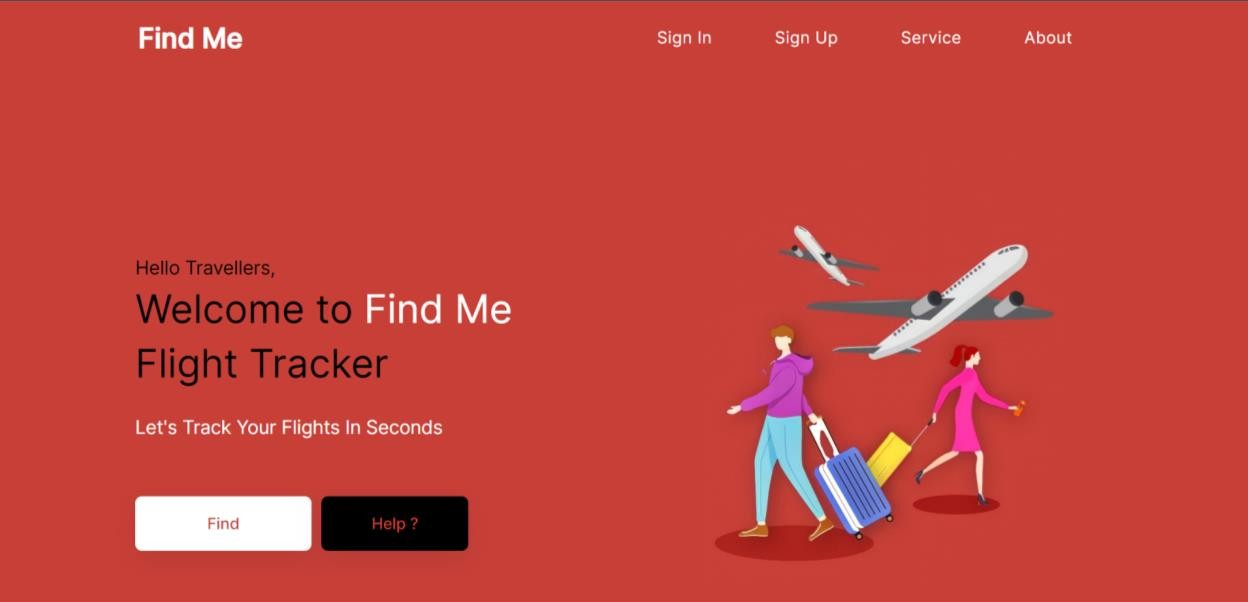 Find Me
Sign In
Sign Up
Service
About
Hello Travellers,
Welcome to Find Me
Flight Tracker
Let's Track Your Flights In Seconds
Find
Help ?